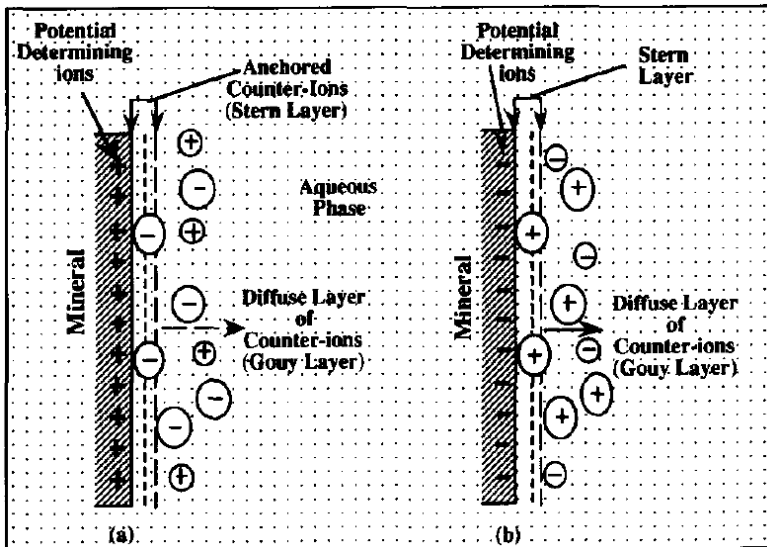 Potential
Determining
ions
Anchored
Counter-Ions
(Stern Layer)
Aqueous
Phase
Mineral
Diffuse Layer
of
Counter-ions
(Gouy Layer)
(a)
Potential
Determining
ions
Stern
Layer
Mineral
Diffuse Layer
of
Counter-ions
(Gouy Layer)
(b)